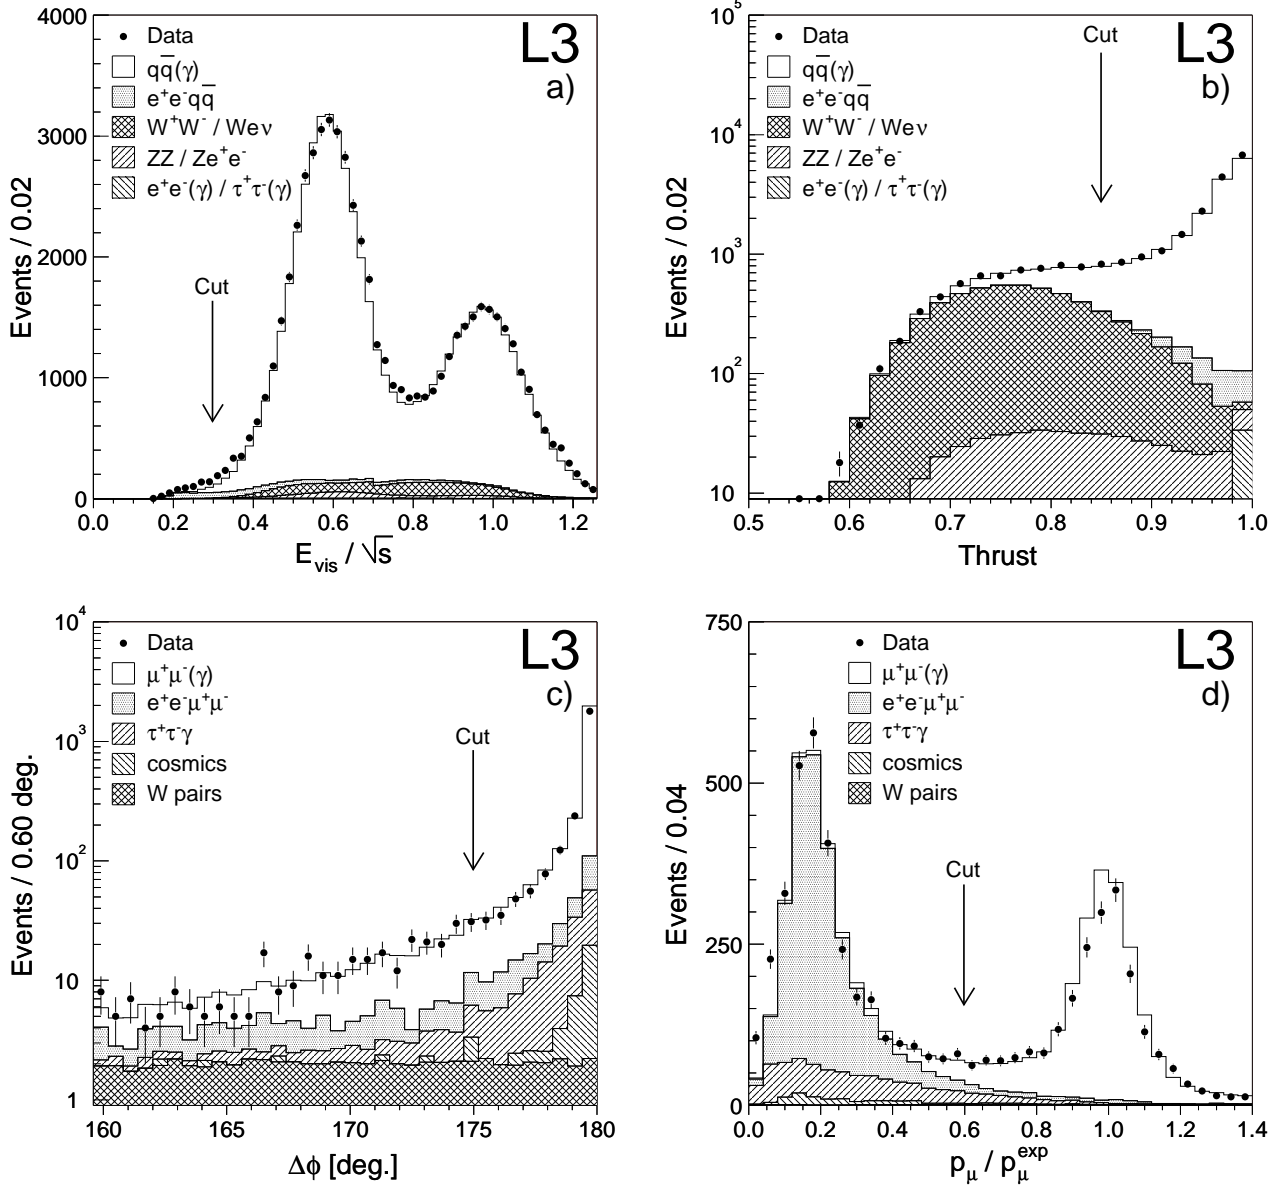 L3
a)
Data
qq̅(γ)
e⁺e⁻qq̅
W⁺W⁻ / Weν
ZZ / Ze⁺e⁻
e⁺e⁻(γ) / τ⁺τ⁻(γ)
Cut
Events / 0.02
4000
3000
2000
1000
0
0.0 0.2 0.4 0.6 0.8 1.0 1.2
E_vis / √s
L3
b)
Data
qq̅(γ)
e⁺e⁻qq̅
W⁺W⁻ / Weν
ZZ / Ze⁺e⁻
e⁺e⁻(γ) / τ⁺τ⁻(γ)
Cut
Events / 0.02
10⁵
10⁴
10³
10²
10
0.5 0.6 0.7 0.8 0.9 1.0
Thrust
L3
c)
Data
μ⁺μ⁻(γ)
e⁺e⁻μ⁺μ⁻
τ⁺τ⁻γ
cosmics
W pairs
Cut
Events / 0.60 deg.
10⁴
10³
10²
10
1
160 165 170 175 180
Δϕ [deg.]
L3
d)
Data
μ⁺μ⁻(γ)
e⁺e⁻μ⁺μ⁻
τ⁺τ⁻γ
cosmics
W pairs
Cut
Events / 0.04
750
500
250
0
0.0 0.2 0.4 0.6 0.8 1.0 1.2 1.4
p_μ / p_μ^exp